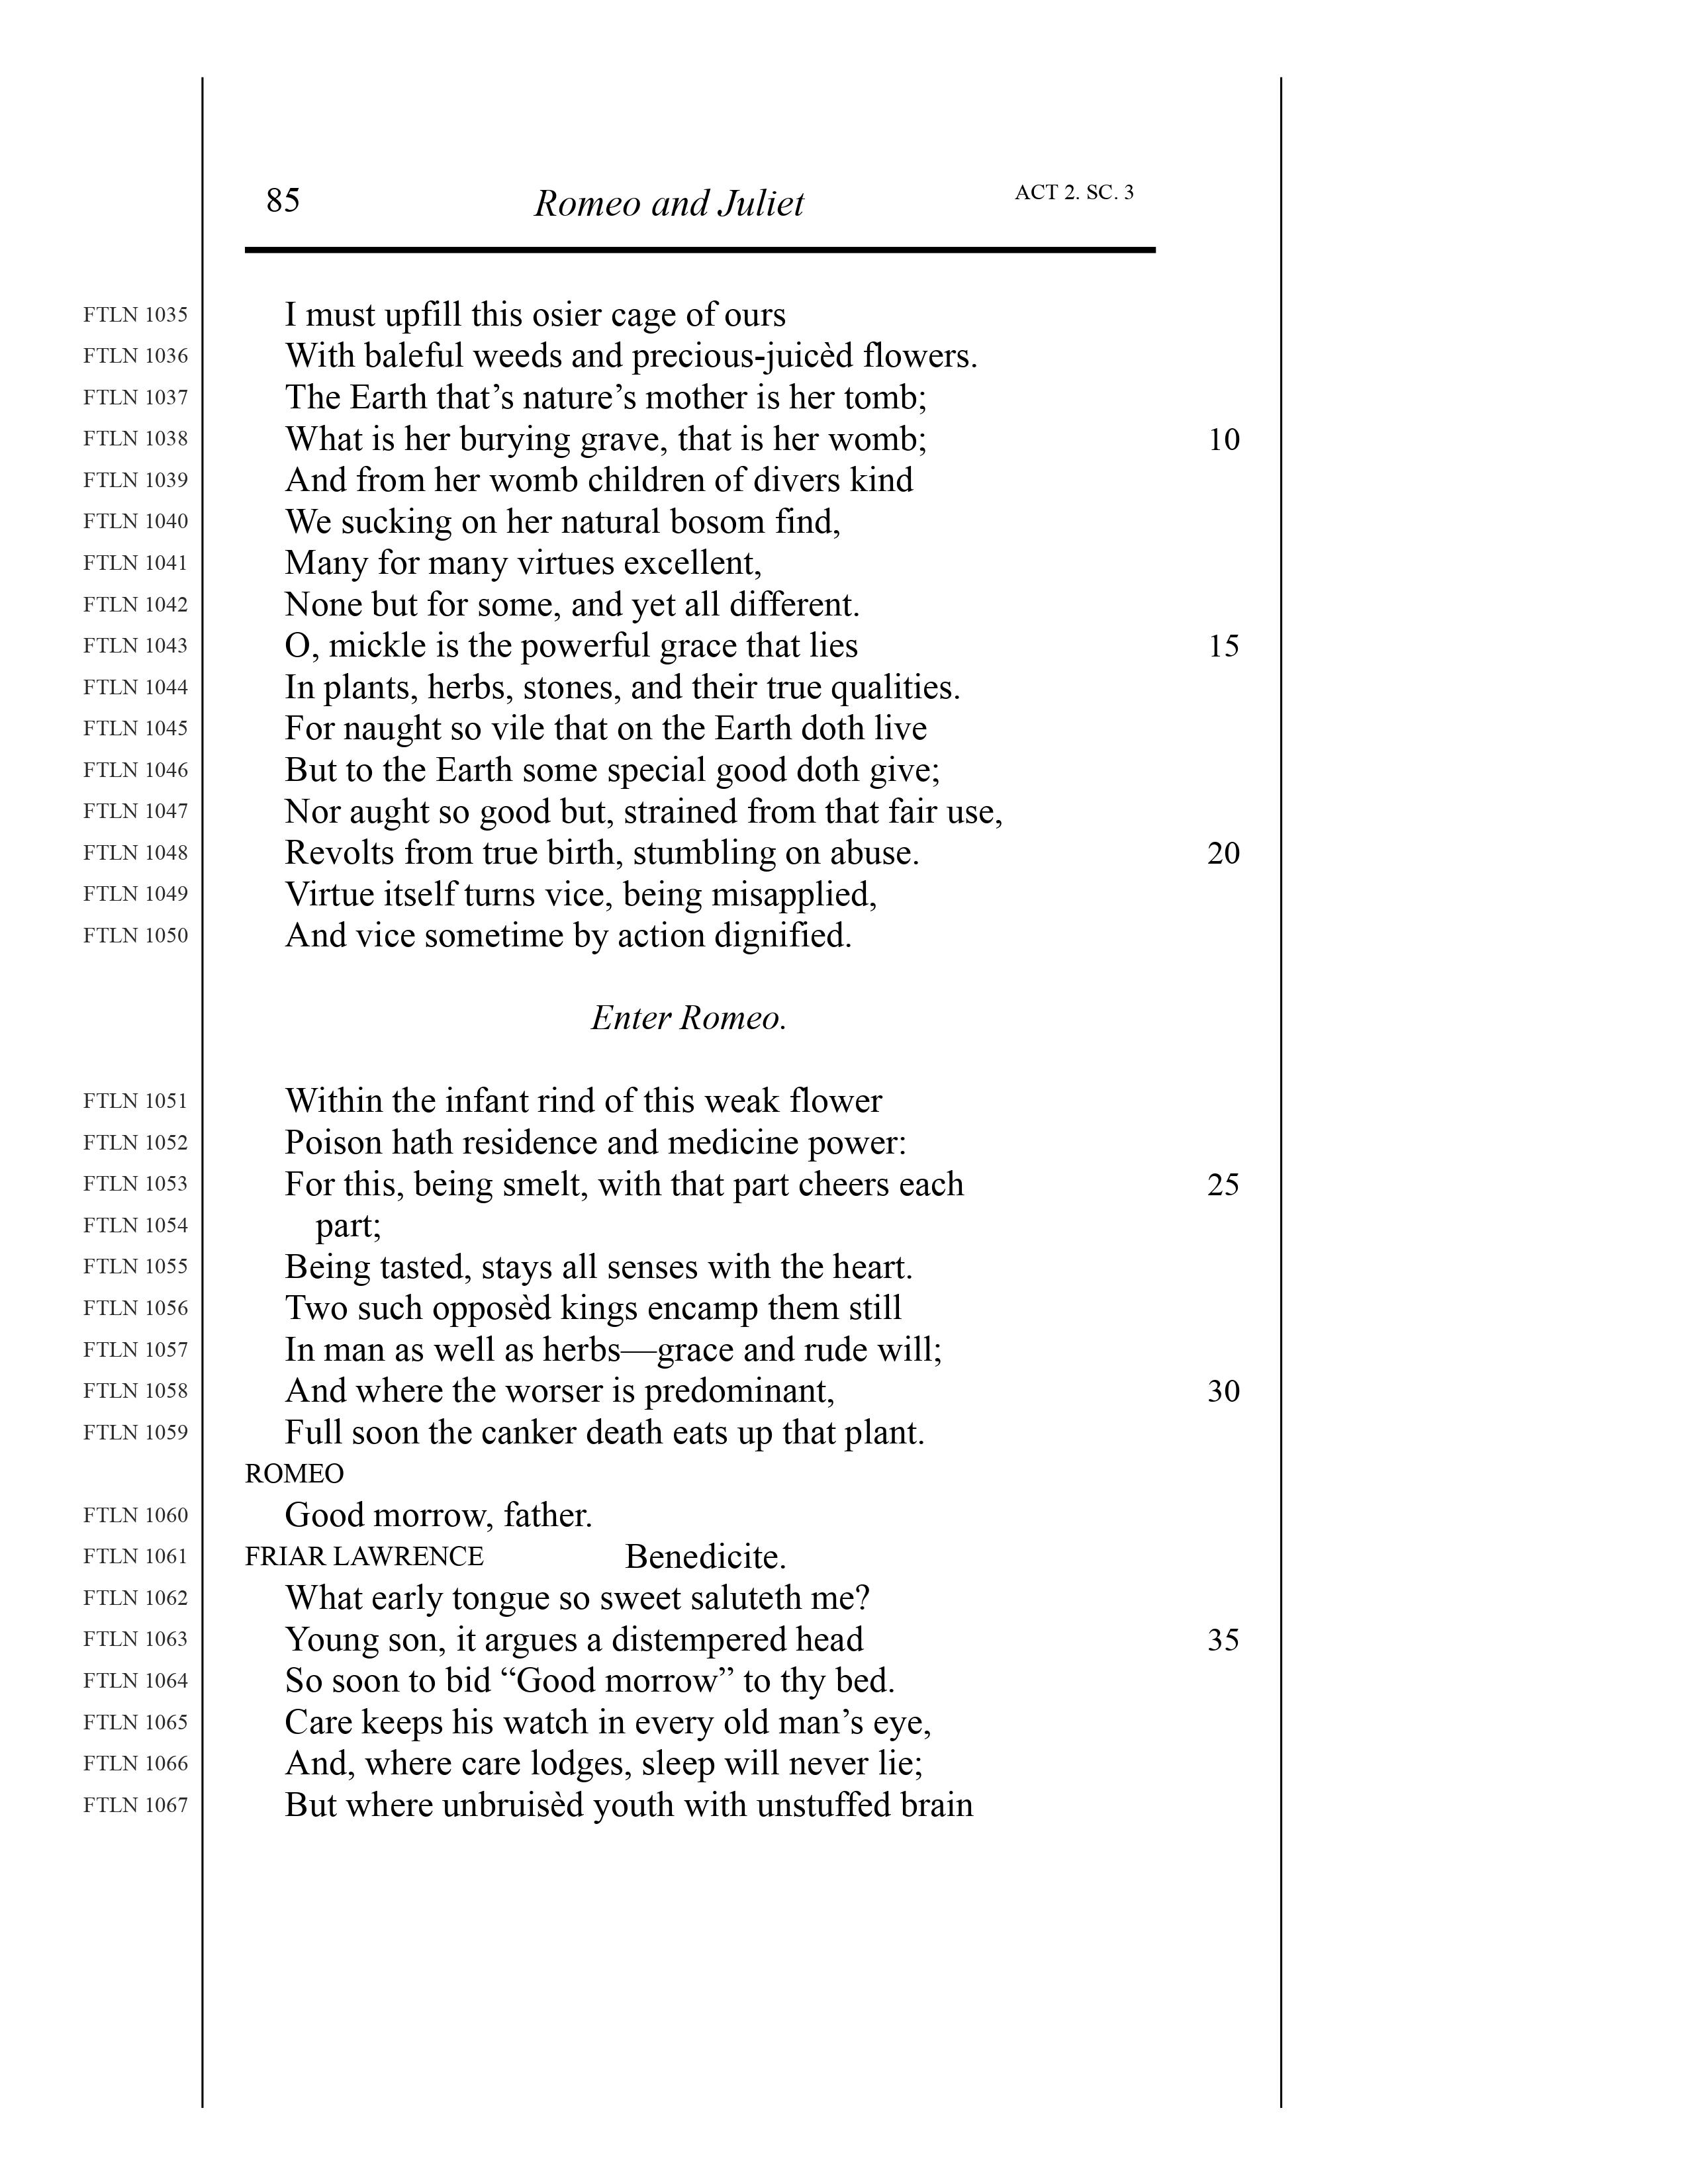 85 Romeo and Juliet ACT 2. SC. 3
FTLN 1035 I must upfill this osier cage of ours
FTLN 1036 With baleful weeds and precious-juicèd flowers.
FTLN 1037 The Earth that’s nature’s mother is her tomb;
FTLN 1038 What is her burying grave, that is her womb; 10
FTLN 1039 And from her womb children of divers kind
FTLN 1040 We sucking on her natural bosom find,
FTLN 1041 Many for many virtues excellent,
FTLN 1042 None but for some, and yet all different.
FTLN 1043 O, mickle is the powerful grace that lies 15
FTLN 1044 In plants, herbs, stones, and their true qualities.
FTLN 1045 For naught so vile that on the Earth doth live
FTLN 1046 But to the Earth some special good doth give;
FTLN 1047 Nor aught so good but, strained from that fair use,
FTLN 1048 Revolts from true birth, stumbling on abuse. 20
FTLN 1049 Virtue itself turns vice, being misapplied,
FTLN 1050 And vice sometime by action dignified.
Enter Romeo.
FTLN 1051 Within the infant rind of this weak flower
FTLN 1052 Poison hath residence and medicine power:
FTLN 1053 For this, being smelt, with that part cheers each 25
FTLN 1054 part;
FTLN 1055 Being tasted, stays all senses with the heart.
FTLN 1056 Two such opposèd kings encamp them still
FTLN 1057 In man as well as herbs—grace and rude will;
FTLN 1058 And where the worser is predominant, 30
FTLN 1059 Full soon the canker death eats up that plant.
ROMEO
FTLN 1060 Good morrow, father.
FTLN 1061 FRIAR LAWRENCE Benedicite.
FTLN 1062 What early tongue so sweet saluteth me?
FTLN 1063 Young son, it argues a distempered head 35
FTLN 1064 So soon to bid “Good morrow” to thy bed.
FTLN 1065 Care keeps his watch in every old man’s eye,
FTLN 1066 And, where care lodges, sleep will never lie;
FTLN 1067 But where unbruisèd youth with unstuffed brain